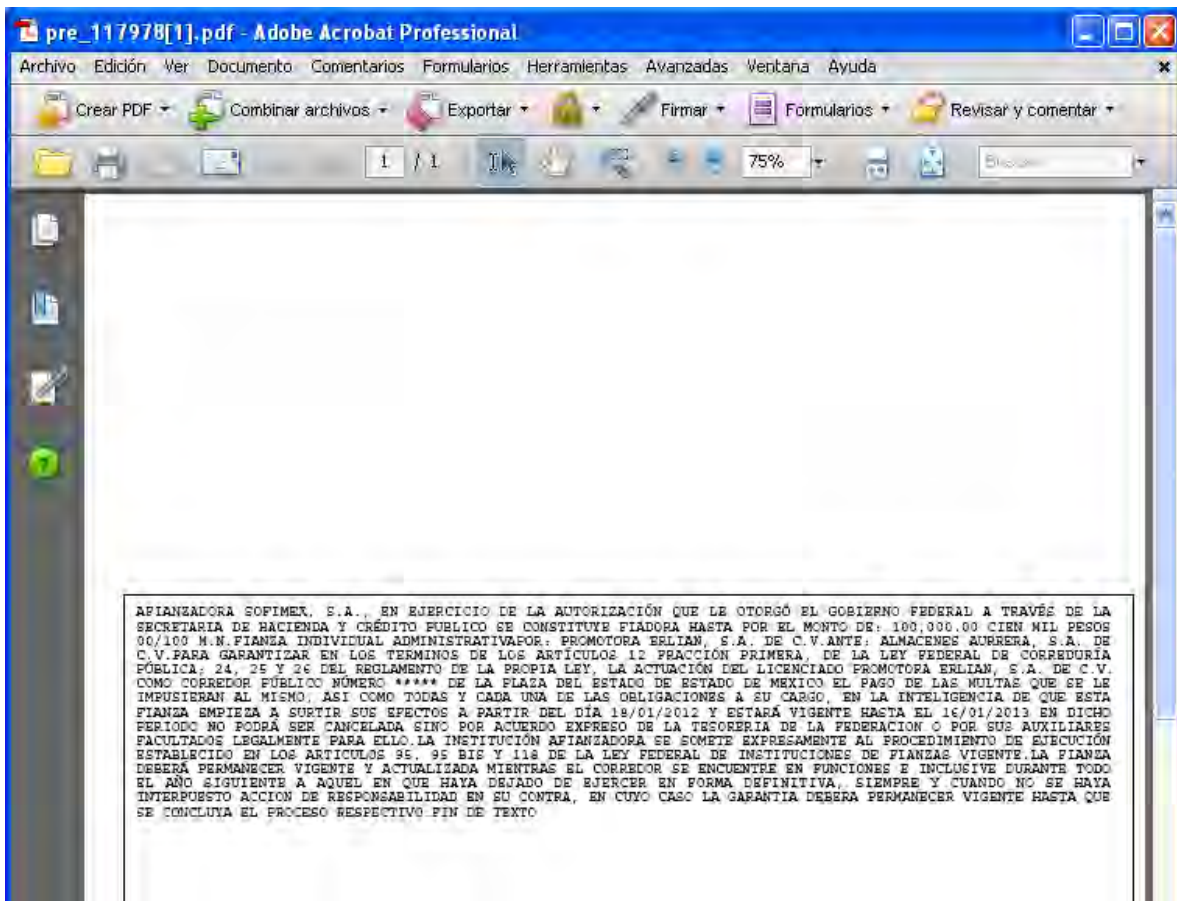 pre_117978[1].pdf - Adobe Acrobat Professional
Archivo Edición Ver Documento Comentarios Formularios Herramientas Avanzadas Ventana Ayuda
Crear PDF Combinar archivos Exportar Firmar Formularios Revisar y comentar
1 / 1 75% Buscar
AFIANZADORA SOFIMEX, S.A., EN EJERCICIO DE LA AUTORIZACIÓN QUE LE OTORGÓ EL GOBIERNO FEDERAL A TRAVÉS DE LA
SECRETARIA DE HACIENDA Y CRÉDITO PUBLICO SE CONSTITUYE FIADORA HASTA POR EL MONTO DE: 100,000.00 CIEN MIL PESOS
00/100 M.N.FIANZA INDIVIDUAL ADMINISTRATIVAPOR: PROMOTORA ERLIAN, S.A. DE C.V.ANTE: ALMACENES AURRERA, S.A. DE
C.V.PARA GARANTIZAR EN LOS TERMINOS DE LOS ARTÍCULOS 12 FRACCIÓN PRIMERA, DE LA LEY FEDERAL DE CORREDURÍA
PÚBLICA; 24, 25 Y 26 DEL REGLAMENTO DE LA PROPIA LEY, LA ACTUACIÓN DEL LICENCIADO PROMOTORA ERLIAN, S.A. DE C.V.
COMO CORREDOR PÚBLICO NÚMERO ***** DE LA PLAZA DEL ESTADO DE ESTADO DE MEXICO EL PAGO DE LAS MULTAS QUE SE LE
IMPUSIERAN AL MISMO, ASI COMO TODAS Y CADA UNA DE LAS OBLIGACIONES A SU CARGO, EN LA INTELIGENCIA DE QUE ESTA
FIANZA EMPIEZA A SURTIR SUS EFECTOS A PARTIR DEL DÍA 18/01/2012 Y ESTARÁ VIGENTE HASTA EL 16/01/2013 EN DICHO
PERIODO NO PODRÁ SER CANCELADA SINO POR ACUERDO EXPRESO DE LA TESORERIA DE LA FEDERACION O POR SUS AUXILIARES
FACULTADOS LEGALMENTE PARA ELLO.LA INSTITUCIÓN AFIANZADORA SE SOMETE EXPRESAMENTE AL PROCEDIMIENTO DE EJECUCIÓN
ESTABLECIDO EN LOS ARTICULOS 95, 95 BIS Y 118 DE LA LEY FEDERAL DE INSTITUCIONES DE FIANZAS VIGENTE.LA FIANZA
DEBERÁ PERMANECER VIGENTE Y ACTUALIZADA MIENTRAS EL CORREDOR SE ENCUENTRE EN FUNCIONES E INCLUSIVE DURANTE TODO
EL AÑO SIGUIENTE A AQUEL EN QUE HAYA DEJADO DE EJERCER EN FORMA DEFINITIVA, SIEMPRE Y CUANDO NO SE HAYA
INTERPUESTO ACCION DE RESPONSABILIDAD EN SU CONTRA, EN CUYO CASO LA GARANTIA DEBERA PERMANECER VIGENTE HASTA QUE
SE CONCLUYA EL PROCESO RESPECTIVO FIN DE TEXTO